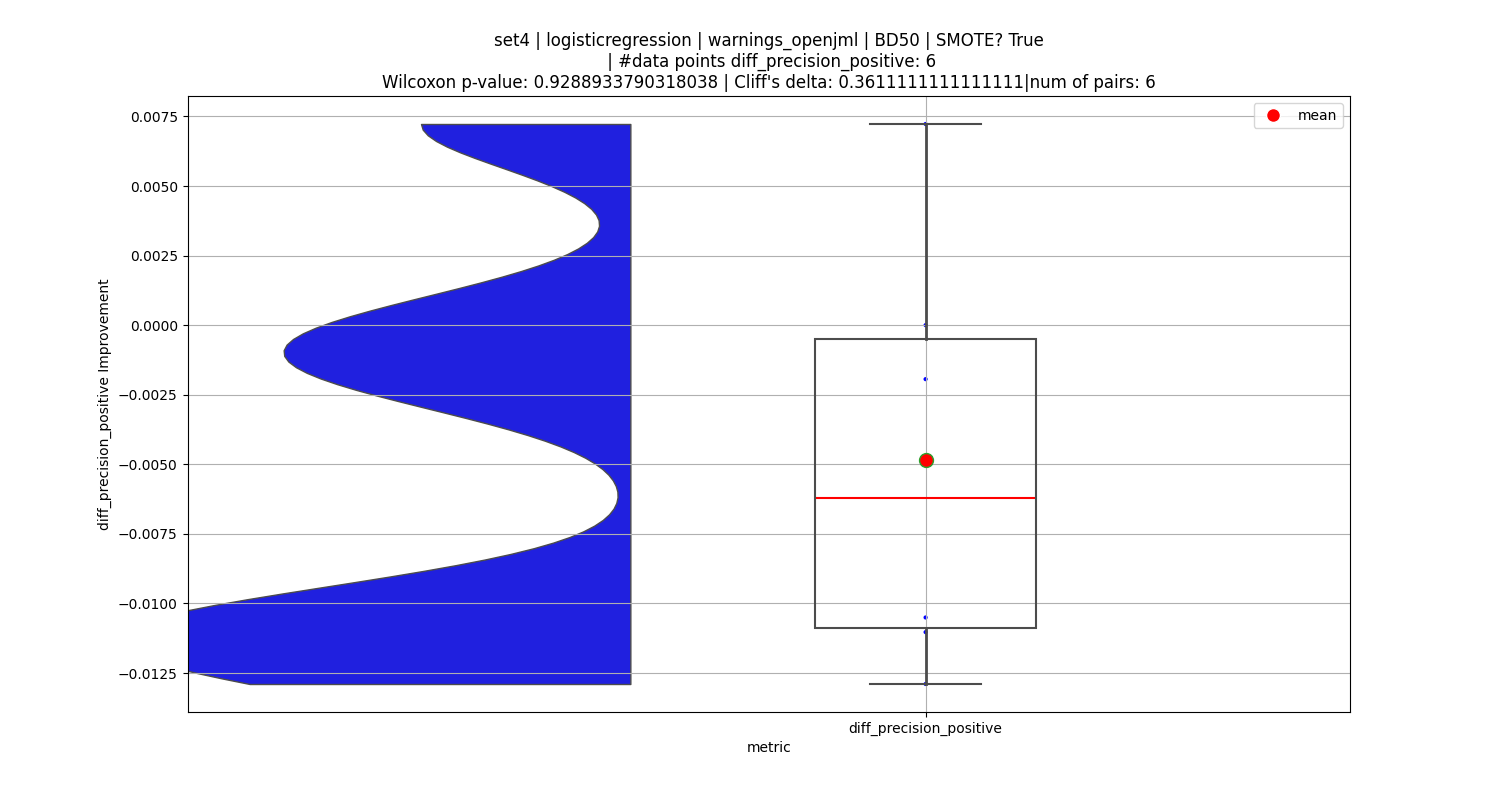 set4 | logisticregression | warnings_openjml | BD50 | SMOTE? True
| #data points diff_precision_positive: 6
Wilcoxon p-value: 0.9288933790318038 | Cliff's delta: 0.3611111111111111|num of pairs: 6
mean
0.0075
0.0050
0.0025
0.0000
−0.0025
−0.0050
−0.0075
−0.0100
−0.0125
diff_precision_positive Improvement
diff_precision_positive
metric